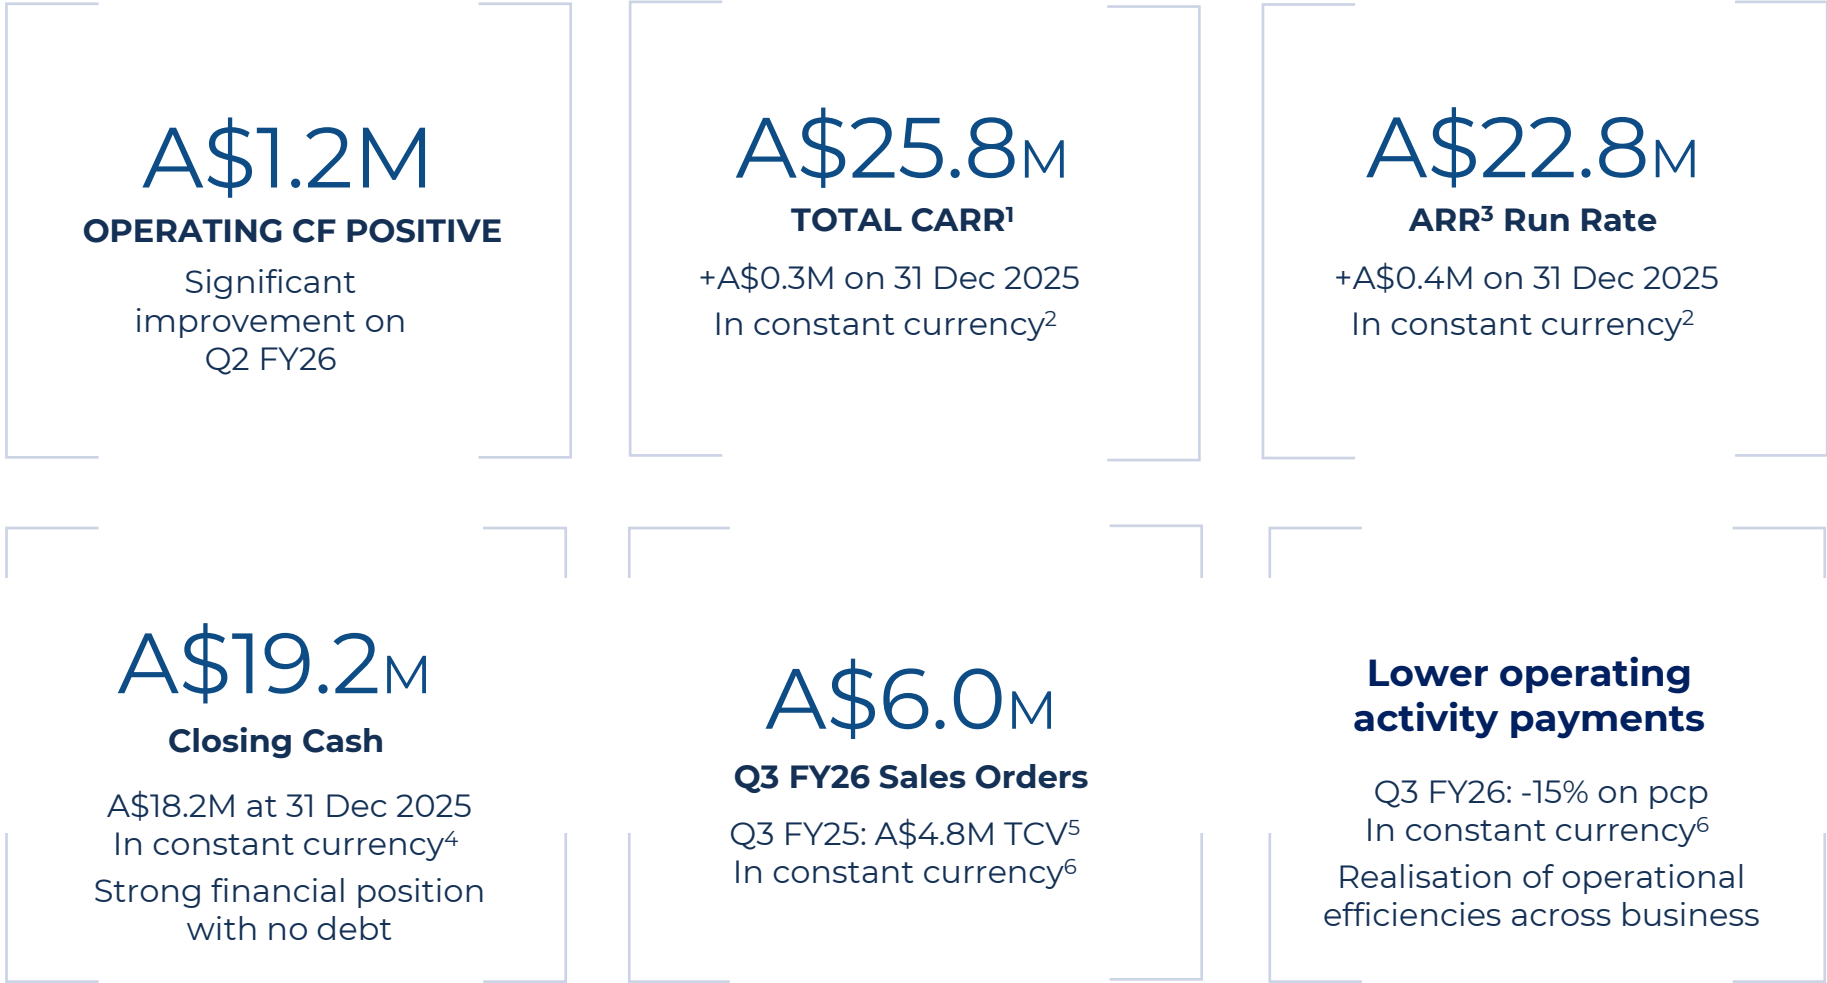 A$1.2M
OPERATING CF POSITIVE
Significant
improvement on
Q2 FY26
A$25.8M
TOTAL CARR¹
+A$0.3M on 31 Dec 2025
In constant currency²
A$22.8M
ARR³ Run Rate
+A$0.4M on 31 Dec 2025
In constant currency²
A$19.2M
Closing Cash
A$18.2M at 31 Dec 2025
In constant currency⁴
Strong financial position
with no debt
A$6.0M
Q3 FY26 Sales Orders
Q3 FY25: A$4.8M TCV⁵
In constant currency⁶
Lower operating
activity payments
Q3 FY26: -15% on pcp
In constant currency⁶
Realisation of operational
efficiencies across business